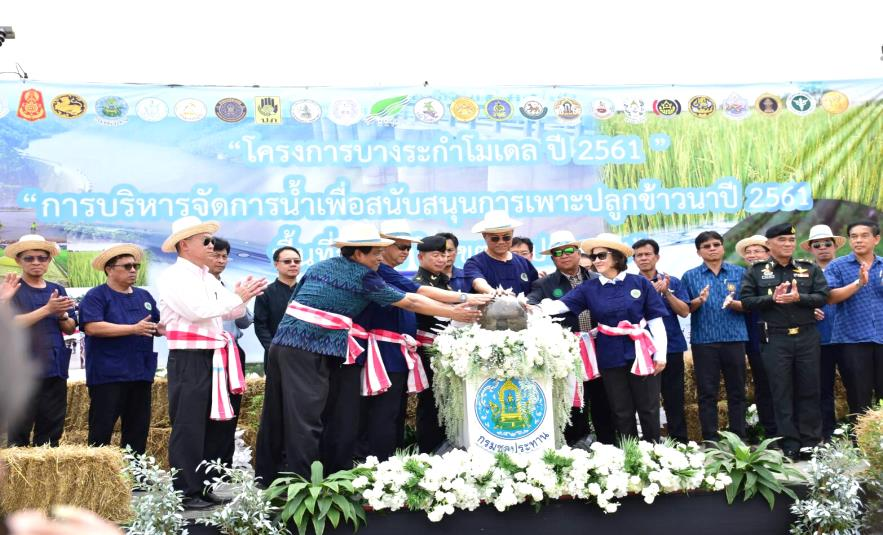 “โครงการบางระกำโมเดล ปี 2561”
“การบริหารจัดการน้ำเพื่อสนับสนุนการเพาะปลูกข้าวนาปี 2561
กรมชลประทาน